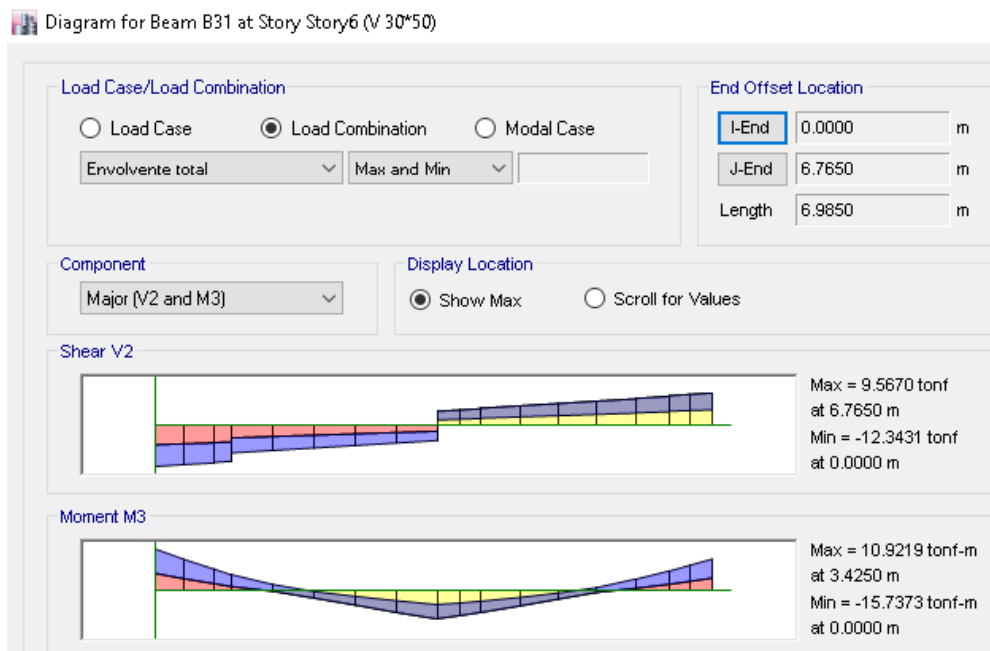 Diagram for Beam B31 at Story Story6 (V 30*50)
Load Case/Load Combination
Load Case
Load Combination
Modal Case
Envolvente total
Max and Min
End Offset Location
I-End 0.0000 m
J-End 6.7650 m
Length 6.9850 m
Component
Major (V2 and M3)
Display Location
Show Max
Scroll for Values
Shear V2
Max = 9.5670 tonf
at 6.7650 m
Min = -12.3431 tonf
at 0.0000 m
Moment M3
Max = 10.9219 tonf-m
at 3.4250 m
Min = -15.7373 tonf-m
at 0.0000 m